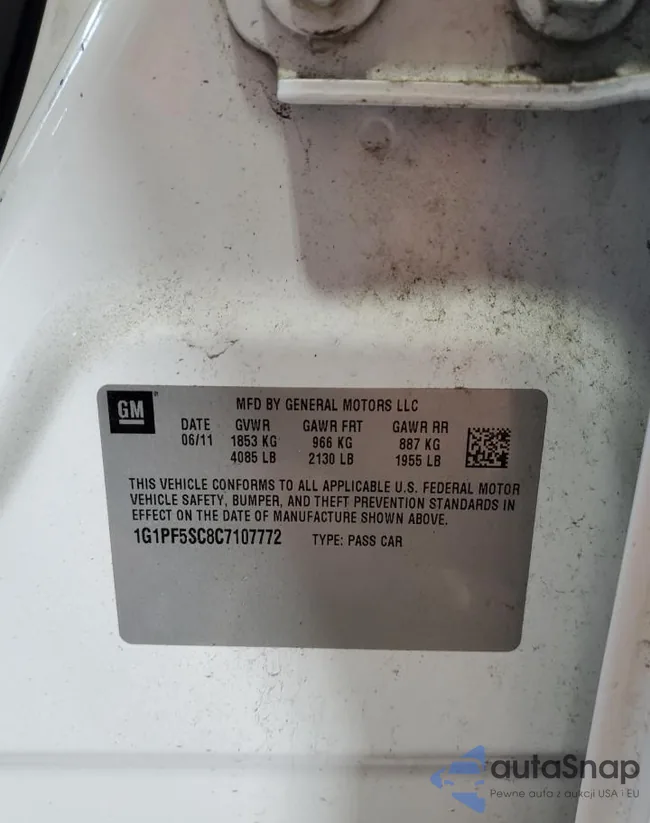 GM
MFD BY GENERAL MOTORS LLC
DATE GVWR GAWR FRT GAWR RR
06/11 1853 KG 966 KG 887 KG
4085 LB 2130 LB 1955 LB
THIS VEHICLE CONFORMS TO ALL APPLICABLE U.S. FEDERAL MOTOR
VEHICLE SAFETY, BUMPER, AND THEFT PREVENTION STANDARDS IN
EFFECT ON THE DATE OF MANUFACTURE SHOWN ABOVE.
1G1PF5SC8C7107772 TYPE: PASS CAR
autaSnap
Pewne auta z aukcji USA i EU